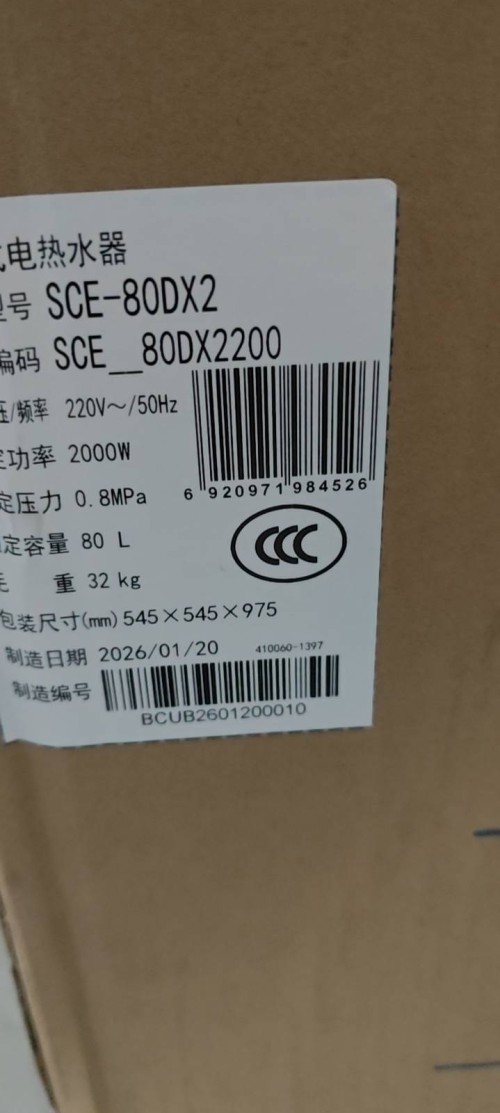 电热水器
号 SCE-80DX2
编码 SCE__80DX2200
压/频率 220V～/50Hz
功率 2000W
定压力 0.8MPa
6 920971 984526
定容量 80 L
CCC
重 32 kg
包装尺寸(mm) 545×545×975
制造日期 2026/01/20
410060-1397
制造编号
BCUB2601200010